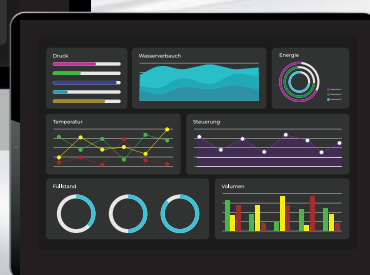 Druck
Wasserverbauch
Energie
Temperatur
Steuerung
Füllstand
Volumen